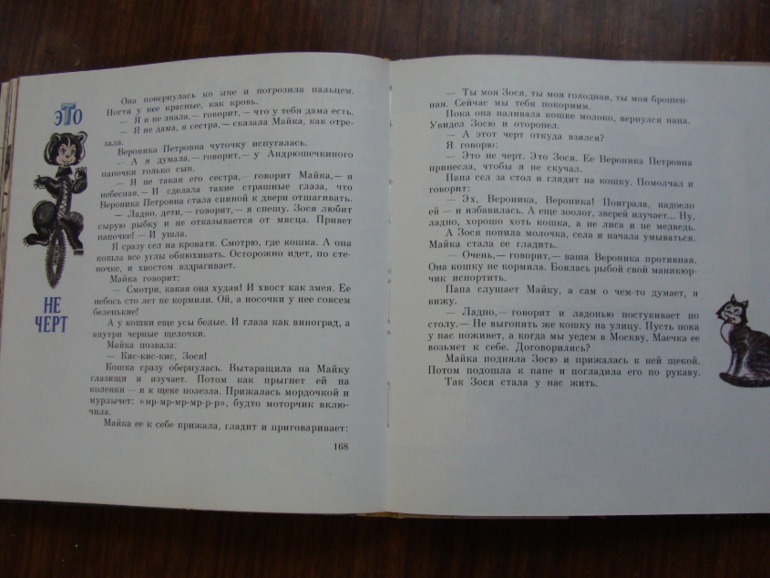 ЭТО
НЕ
ЧЕРТ
Она повернулась ко мне и погрозила пальцем.
Ногти у нее красные, как кровь.
— Я и не знала,— говорит,— что у тебя дама есть.
— Я не дама, я сестра,— сказала Майка, как отре-
зала.
Вероника Петровна чуточку испугалась.
— А я думала,— говорит,— у Андрюшечкиного
папочки только сын.
— Я не такая его сестра,— говорит Майка,— я
небесная.— И сделала такие страшные глаза, что
Вероника Петровна стала спиной к двери отшагивать.
— Ладно, дети,— говорит,— я спешу. Зося любит
сырую рыбку и не отказывается от мясца. Привет
папочке! — И ушла.
Я сразу сел на кровати. Смотрю, где кошка. А она
пошла все углы обнюхивать. Осторожно идет, по сте-
ночке, и хвостом вздрагивает.
Майка говорит:
— Смотри, какая она худая! И хвост как змея. Ее
небось сто лет не кормили. Ой, а носочки у нее совсем
беленькие!
А у кошки еще усы белые. И глаза как виноград, а
внутри черные щелочки.
Майка позвала:
— Кис-кис-кис, Зося!
Кошка сразу обернулась. Вытаращила на Майку
глазищи и изучает. Потом как прыгнет ей на
коленки — и к щеке полезла. Прижалась мордочкой и
мурлычет: «мр-мр-мр-мр-р-р», будто моторчик вклю-
чила.
Майка ее к себе прижала, гладит и приговаривает:
168
— Ты моя Зося, ты моя голодная, ты моя брошен-
ная. Сейчас мы тебя покормим.
Пока она наливала кошке молоко, вернулся папа.
Увидел Зосю и оторопел.
— А этот черт откуда взялся?
Я говорю:
— Это не черт. Это Зося. Ее Вероника Петровна
принесла, чтобы я не скучал.
Папа сел за стол и глядит на кошку. Помолчал и
говорит:
— Эх, Вероника, Вероника! Поиграла, надоело
ей — и избавилась. А еще зоолог, зверей изучает... Ну,
ладно, хорошо хоть кошка, а не лиса и не медведь.
А Зося попила молочка, села и начала умываться.
Майка стала ее гладить.
— Очень,— говорит,— ваша Вероника противная.
Она кошку не кормила. Боялась рыбой свой маникюр-
чик испортить.
Папа слушает Майку, а сам о чем-то думает, я
вижу.
— Ладно,— говорит и ладонью постукивает по
столу.— Не выгонять же кошку на улицу. Пусть пока
у нас поживет, а когда мы уедем в Москву, Маечка ее
возьмет к себе. Договорились?
Майка подняла Зосю и прижалась к ней щекой.
Потом подошла к папе и погладила его по рукаву.
Так Зося стала у нас жить.